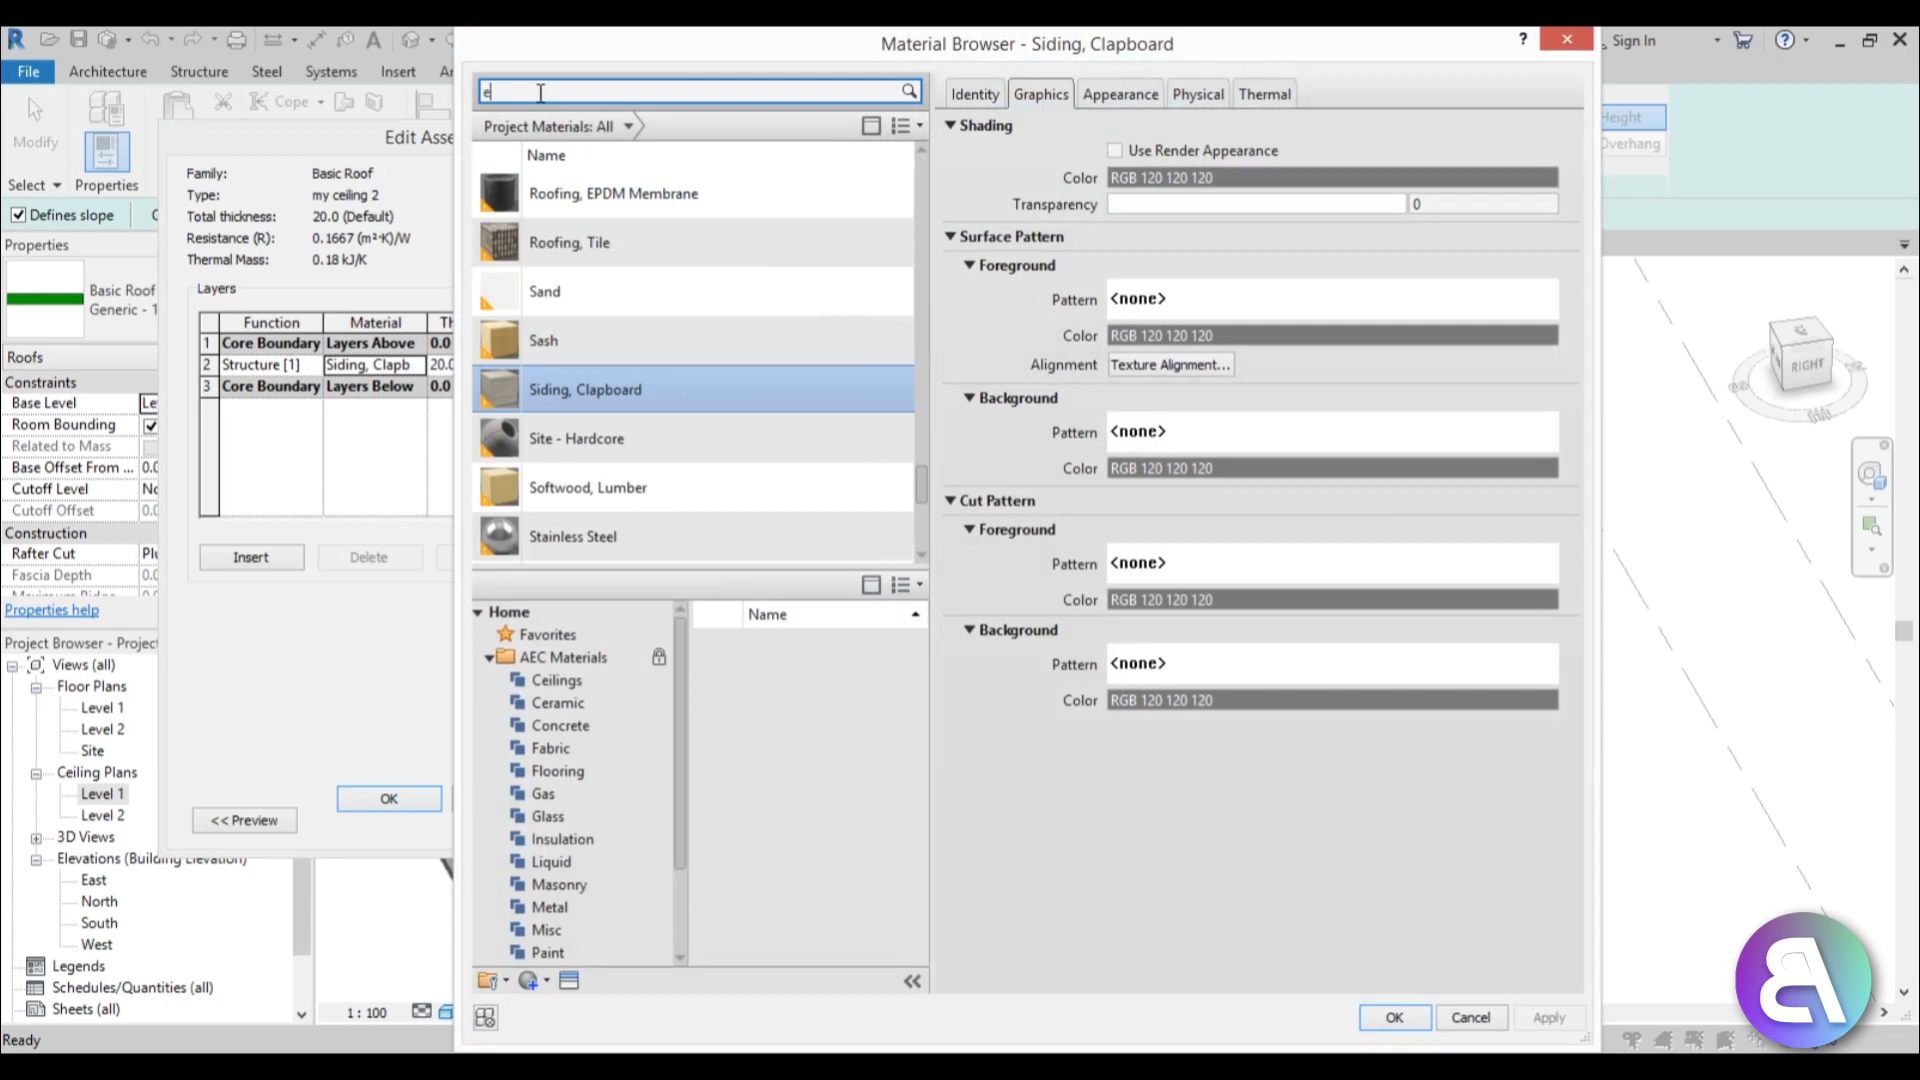 Material Browser - Siding, Clapboard
?
Sign In
File
Architecture
Structure
Steel
Systems
Insert
Modify
Cope
Select
Properties
Defines slope
Properties
Basic Roof
Generic - 1
Roofs
Constraints
Base Level
Room Bounding
Related to Mass
Base Offset From ...
Cutoff Level
Cutoff Offset
Construction
Rafter Cut
Fascia Depth
Properties help
Project Browser - Project
Views (all)
Floor Plans
Level 1
Level 2
Site
Ceiling Plans
Level 1
Level 2
3D Views
Elevations (Building Elevation)
East
North
South
West
Legends
Schedules/Quantities (all)
Sheets (all)
Ready
Family: Basic Roof
Type: my ceiling 2
Total thickness: 20.0 (Default)
Resistance (R): 0.1667 (m²·K)/W
Thermal Mass: 0.18 kJ/K
Layers
Function Material
1 Core Boundary Layers Above 0.0
2 Structure [1] Siding, Clapb 20.0
3 Core Boundary Layers Below 0.0
Insert
Delete
OK
<< Preview
1 : 100
e
Project Materials: All
Name
Roofing, EPDM Membrane
Roofing, Tile
Sand
Sash
Siding, Clapboard
Site - Hardcore
Softwood, Lumber
Stainless Steel
Home
Favorites
AEC Materials
Ceilings
Ceramic
Concrete
Fabric
Flooring
Gas
Glass
Insulation
Liquid
Masonry
Metal
Misc
Paint
Name
Identity
Graphics
Appearance
Physical
Thermal
Shading
Use Render Appearance
Color RGB 120 120 120
Transparency 0
Surface Pattern
Foreground
Pattern <none>
Color RGB 120 120 120
Alignment Texture Alignment...
Background
Pattern <none>
Color RGB 120 120 120
Cut Pattern
Foreground
Pattern <none>
Color RGB 120 120 120
Background
Pattern <none>
Color RGB 120 120 120
OK
Cancel
Apply
Height
Overhang
RIGHT